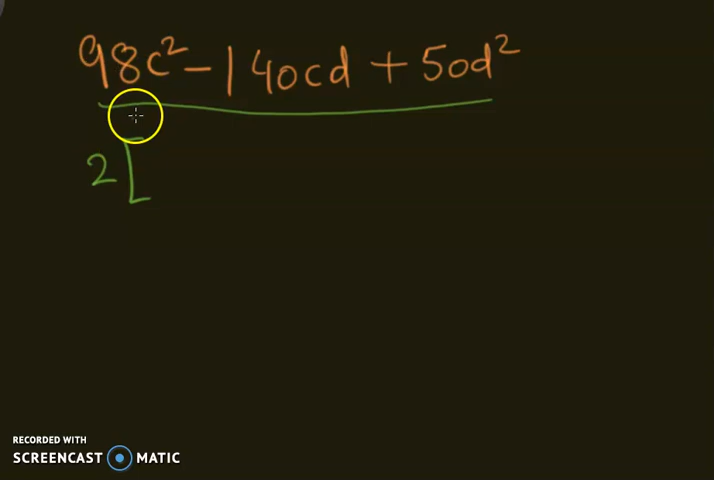 98c² - 140cd + 50d²
2[
RECORDED WITH
SCREENCAST MATIC